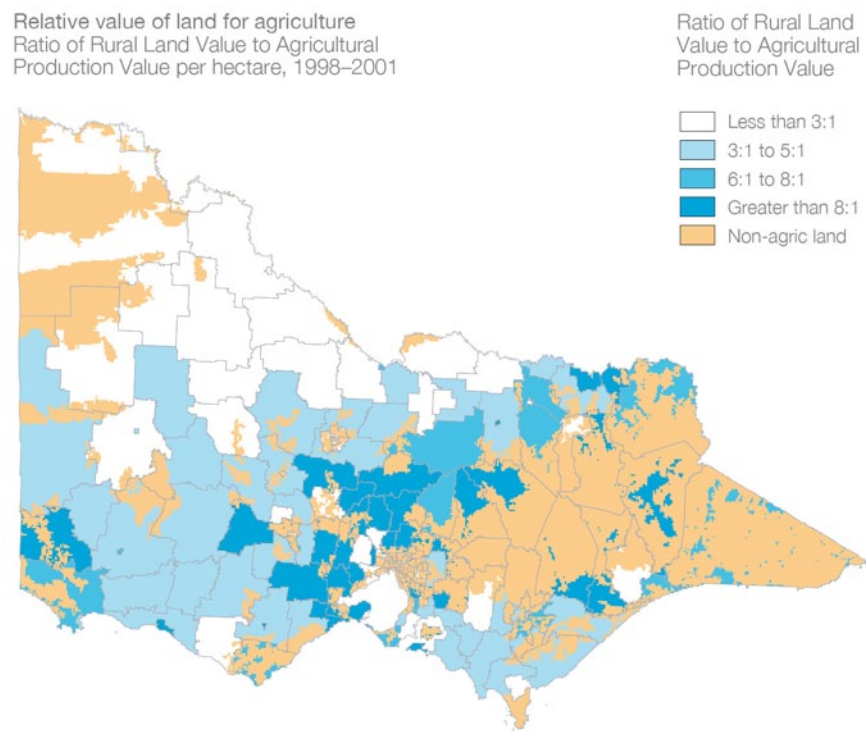 Relative value of land for agriculture
Ratio of Rural Land Value to Agricultural
Production Value per hectare, 1998–2001
Ratio of Rural Land
Value to Agricultural
Production Value
Less than 3:1
3:1 to 5:1
6:1 to 8:1
Greater than 8:1
Non-agric land